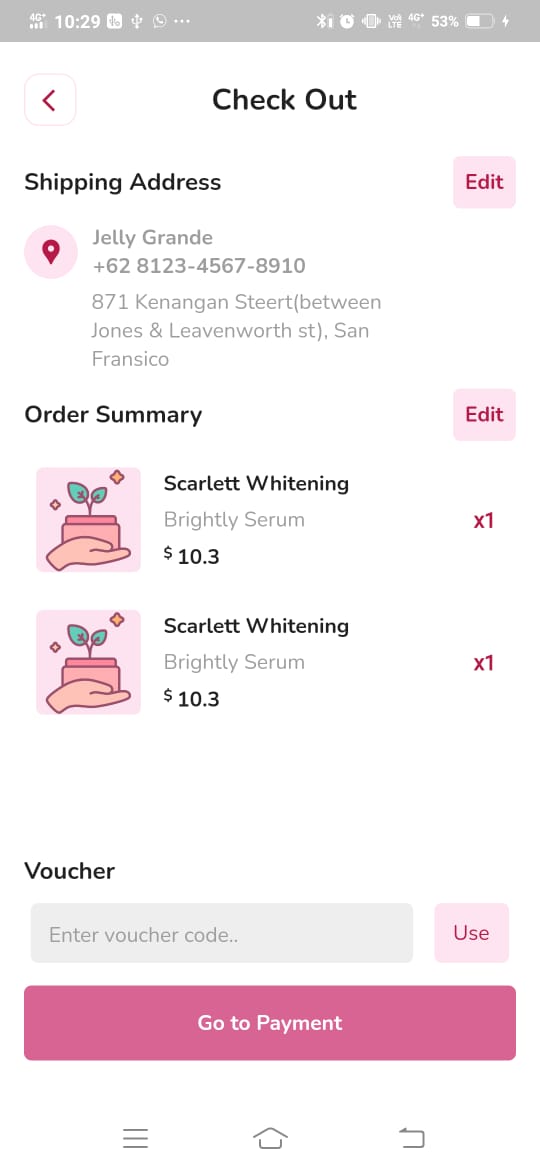 4G+ 10:29 VoLTE 4G+ 53%
Check Out
Shipping Address Edit
Jelly Grande
+62 8123-4567-8910
871 Kenangan Steert(between
Jones & Leavenworth st), San
Fransico
Order Summary Edit
Scarlett Whitening
Brightly Serum x1
$ 10.3
Scarlett Whitening
Brightly Serum x1
$ 10.3
Voucher
Enter voucher code.. Use
Go to Payment